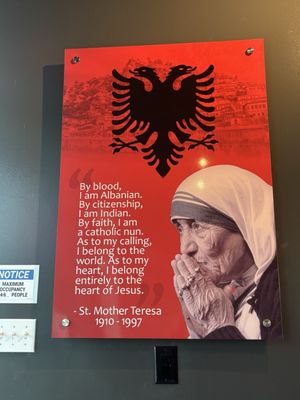 “
By blood,
I am Albanian.
By citizenship,
I am Indian.
By faith, I am
a catholic nun.
As to my calling,
I belong to the
world. As to my
heart, I belong
entirely to the
heart of Jesus.
”
- St. Mother Teresa
1910 - 1997
NOTICE
MAXIMUM
OCCUPANCY
46 PEOPLE